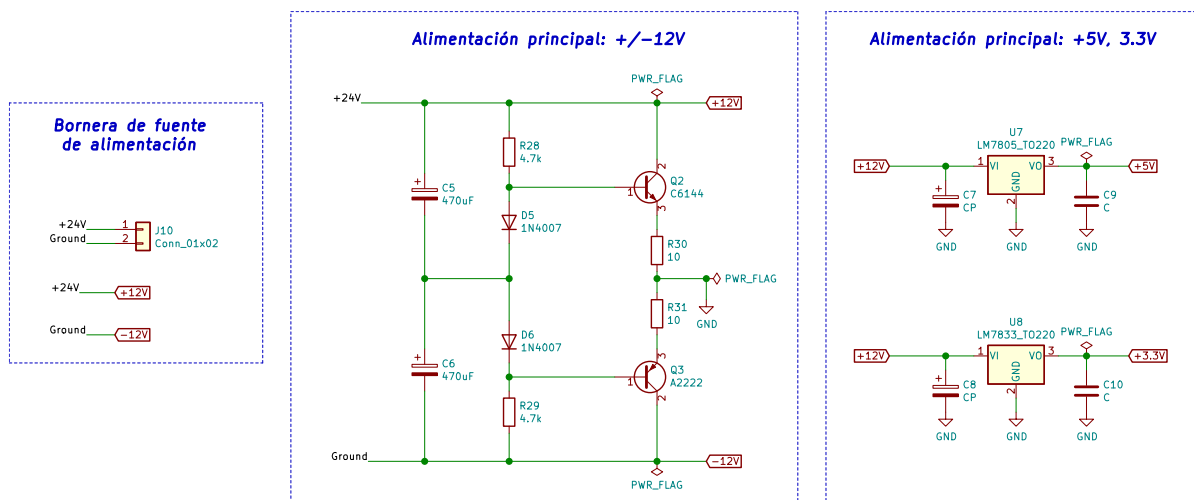 Bornera de fuente
de alimentación
+24V
Ground
1
2
J10
Conn_01x02
+24V
+12V
Ground
-12V
Alimentación principal: +/-12V
PWR_FLAG
+24V
+12V
R28
4.7k
C5
470uF
1
2
3
Q2
C6144
D5
1N4007
R30
10
PWR_FLAG
R31
10
GND
D6
1N4007
C6
470uF
1
3
2
Q3
A2222
R29
4.7k
Ground
-12V
PWR_FLAG
Alimentación principal: +5V, 3.3V
U7
LM7805_TO220
PWR_FLAG
+12V
1
VI
VO
3
+5V
GND
2
C7
CP
C9
C
GND
GND
GND
U8
LM7833_TO220
PWR_FLAG
+12V
1
VI
VO
3
+3.3V
GND
2
C8
CP
C10
C
GND
GND
GND